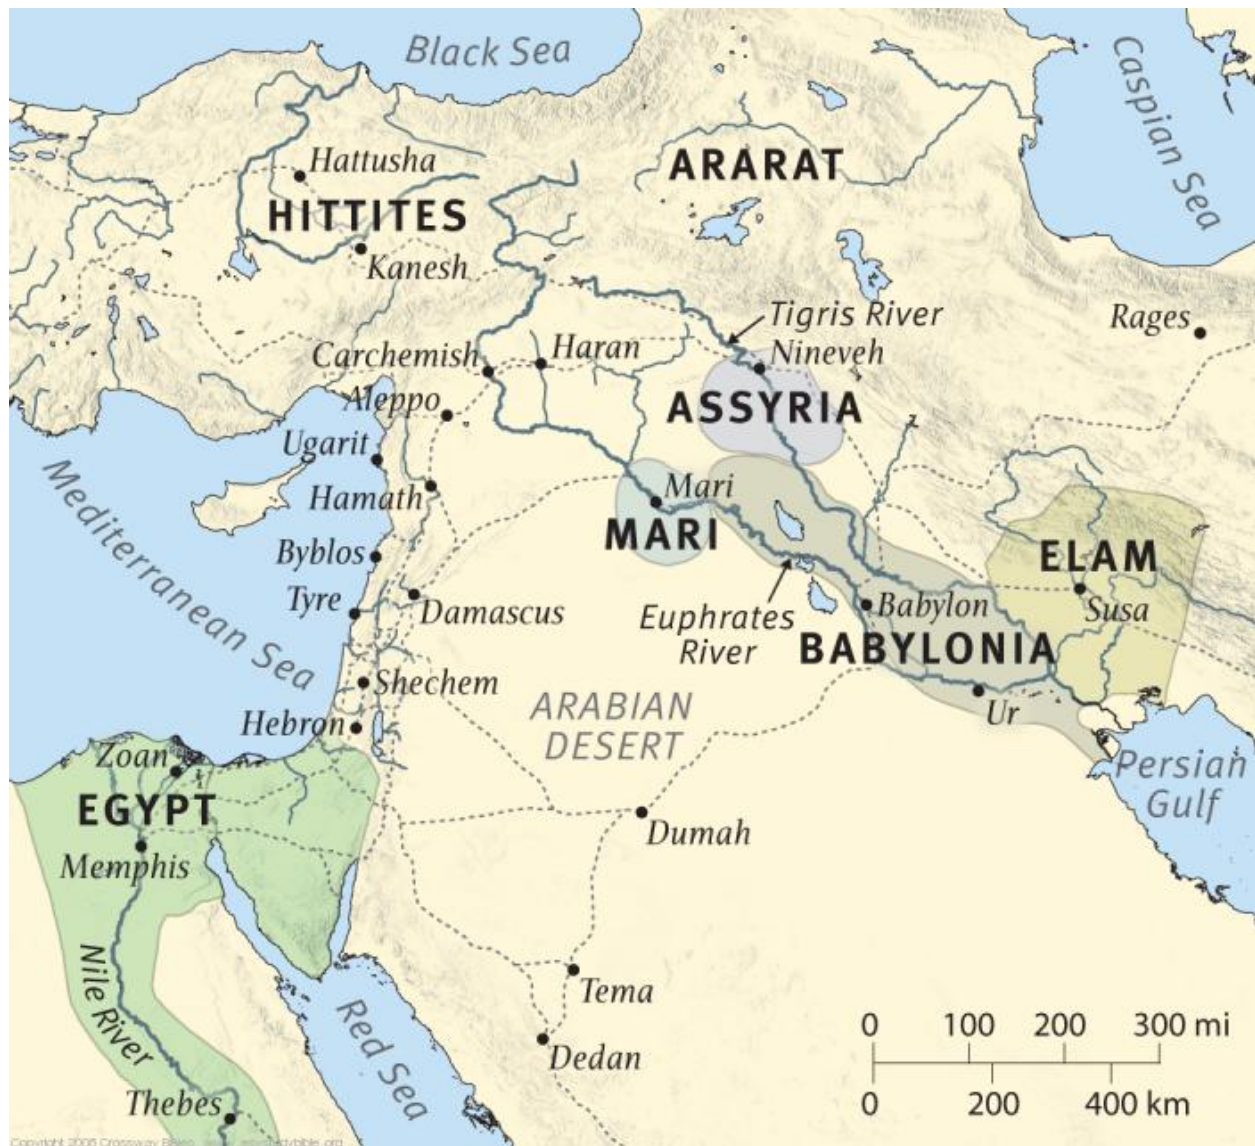 Black Sea
Caspian Sea
ARARAT
Hattusha
HITTITES
Kanesh
Tigris River
Rages
Nineveh
Carchemish
Haran
Aleppo
ASSYRIA
Ugarit
Mediterranean Sea
Hamath
Mari
MARI
Byblos
ELAM
Tyre
Damascus
Babylon
Susa
Euphrates
River
BABYLONIA
Shechem
ARABIAN
DESERT
Ur
Hebron
Zoan
Persian
Gulf
EGYPT
Dumah
Memphis
Nile River
Tema
Red Sea
Dedan
0 100 200 300 mi
0 200 400 km
Thebes